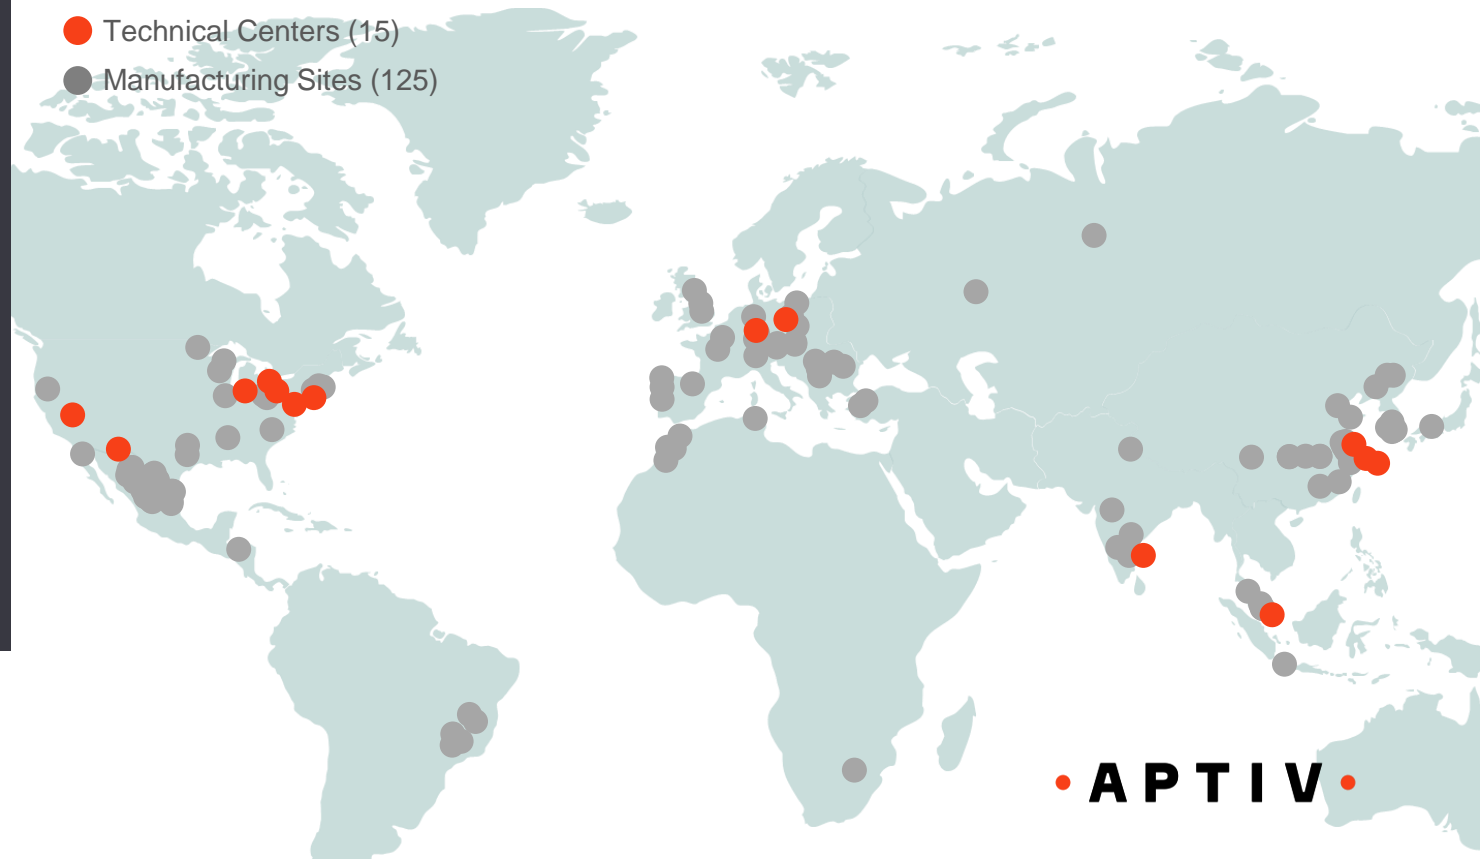 Technical Centers (15)
Manufacturing Sites (125)
• APTIV •